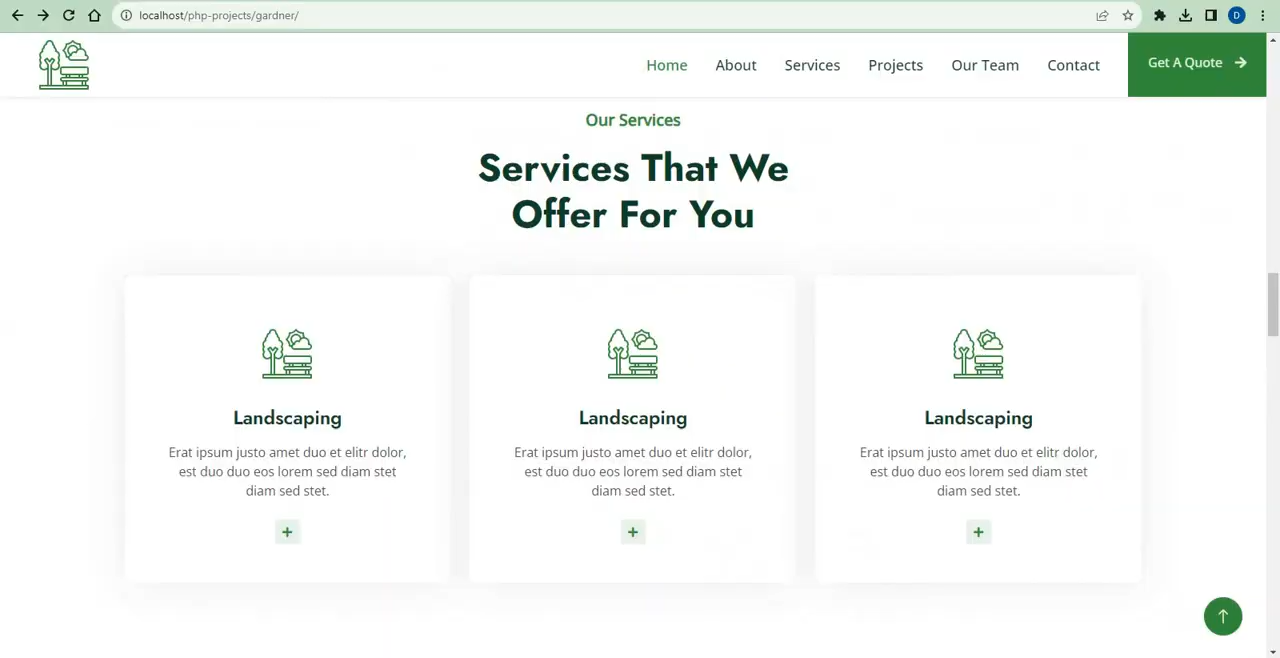 localhost/php-projects/gardner/
D
Home About Services Projects Our Team Contact Get A Quote
Our Services
Services That We
Offer For You
Landscaping
Erat ipsum justo amet duo et elitr dolor,
est duo duo eos lorem sed diam stet
diam sed stet.
+
Landscaping
Erat ipsum justo amet duo et elitr dolor,
est duo duo eos lorem sed diam stet
diam sed stet.
+
Landscaping
Erat ipsum justo amet duo et elitr dolor,
est duo duo eos lorem sed diam stet
diam sed stet.
+